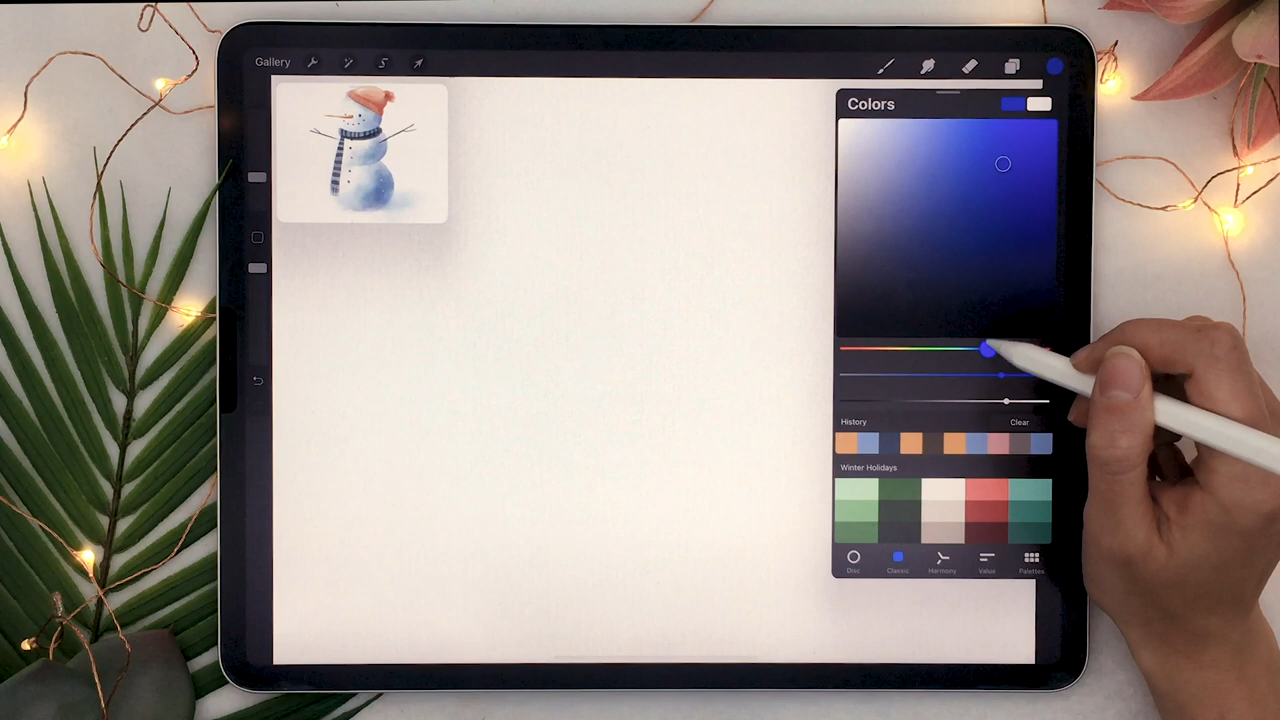 Gallery
Colors
History Clear
Winter Holidays
Disc Classic Harmony Value Palettes